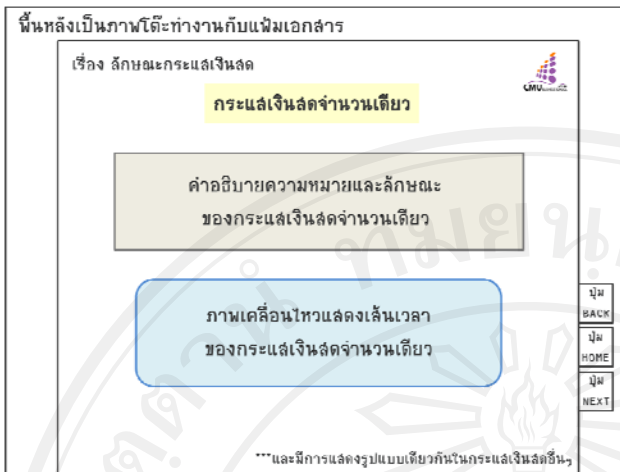 พื้นหลังเป็นภาพโต๊ะทำงานกับแฟ้มเอกสาร
เรื่อง ลักษณะกระแสเงินสด
CMU
กระแสเงินสดจำนวนเดียว
คำอธิบายความหมายและลักษณะ
ของกระแสเงินสดจำนวนเดียว
ภาพเคลื่อนไหวแสดงเส้นเวลา
ของกระแสเงินสดจำนวนเดียว
ปุ่ม
BACK
ปุ่ม
HOME
ปุ่ม
NEXT
***และมีการแสดงรูปแบบเดียวกันในกระแสเงินสดอื่นๆ